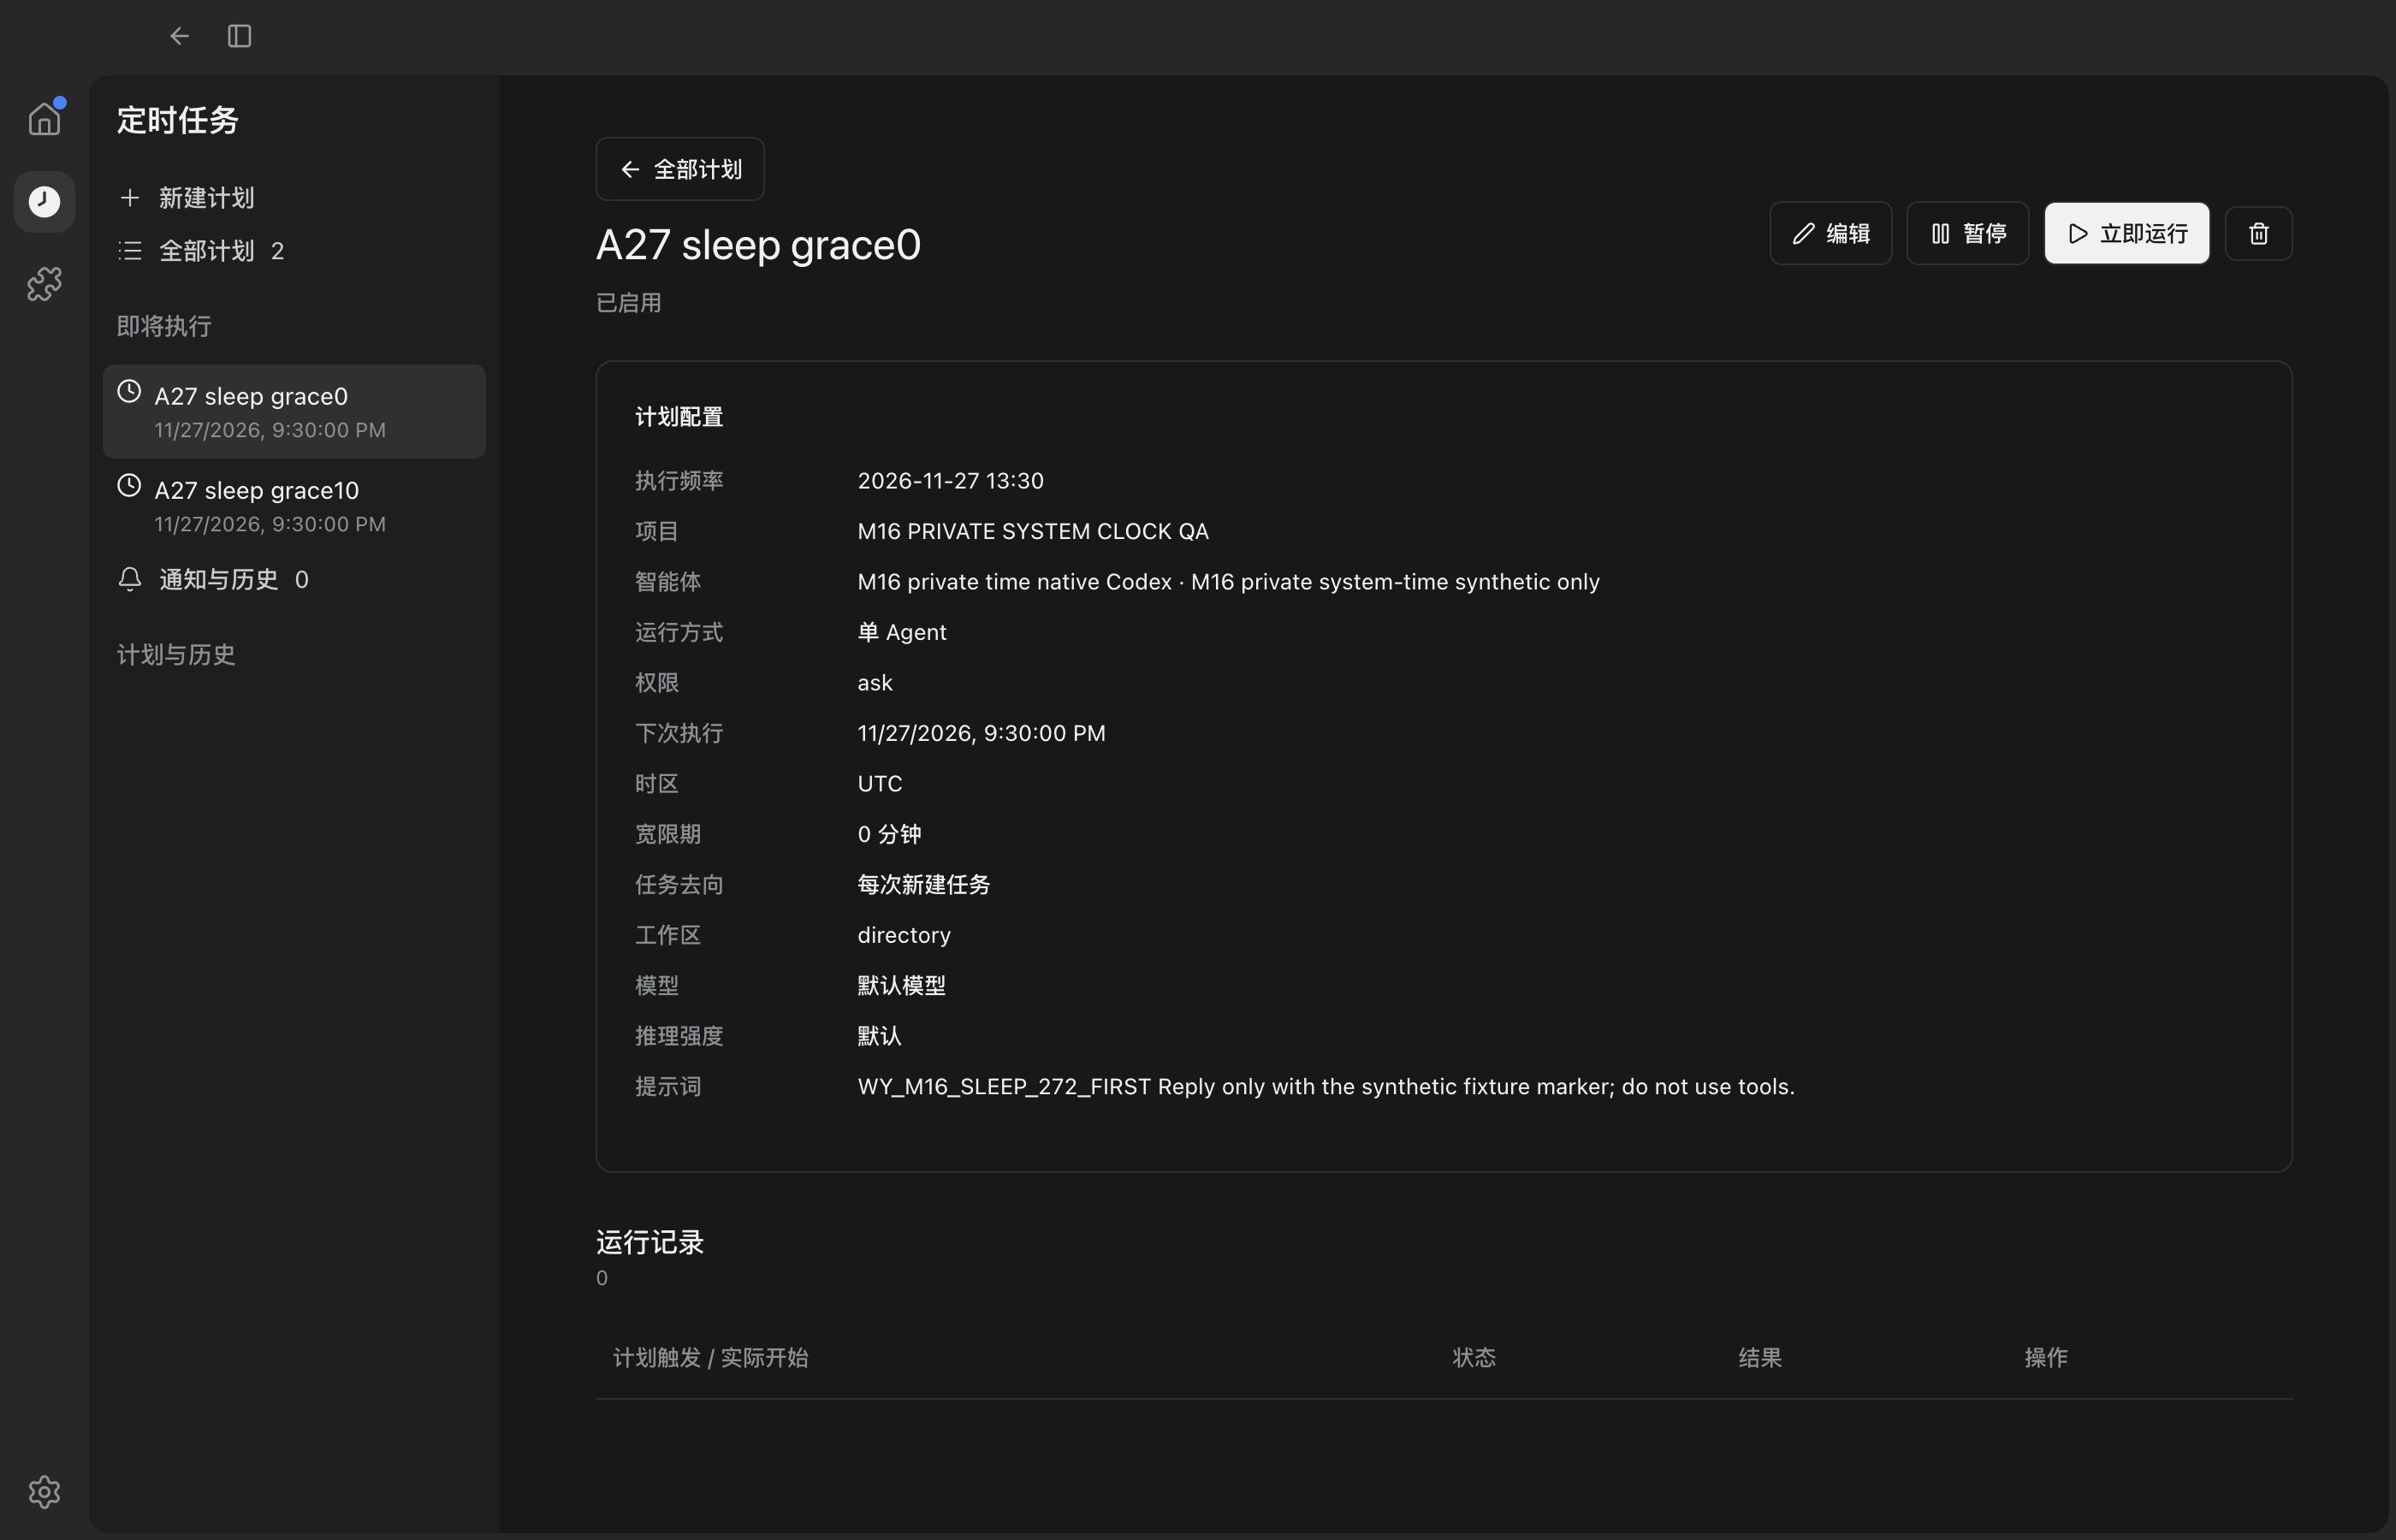 定时任务
新建计划
全部计划 2
即将执行
A27 sleep grace0
11/27/2026, 9:30:00 PM
A27 sleep grace10
11/27/2026, 9:30:00 PM
通知与历史 0
计划与历史
全部计划
A27 sleep grace0
已启用
编辑
暂停
立即运行
计划配置
执行频率 2026-11-27 13:30
项目 M16 PRIVATE SYSTEM CLOCK QA
智能体 M16 private time native Codex · M16 private system-time synthetic only
运行方式 单 Agent
权限 ask
下次执行 11/27/2026, 9:30:00 PM
时区 UTC
宽限期 0 分钟
任务去向 每次新建任务
工作区 directory
模型 默认模型
推理强度 默认
提示词 WY_M16_SLEEP_272_FIRST Reply only with the synthetic fixture marker; do not use tools.
运行记录
0
计划触发 / 实际开始 状态 结果 操作